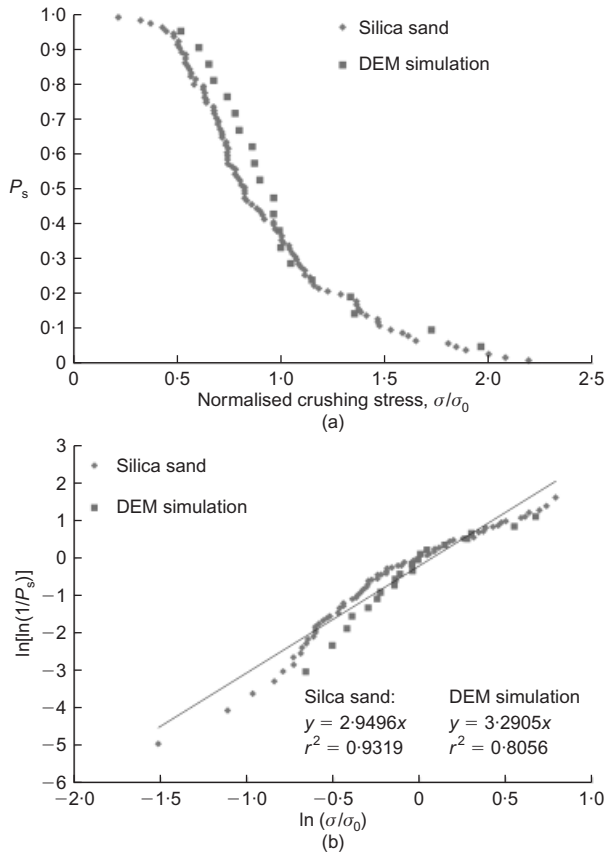 1·0
0·9
0·8
0·7
0·6
0·5
0·4
0·3
0·2
0·1
0
Pₛ
Silica sand
DEM simulation
0 0·5 1·0 1·5 2·0 2·5
Normalised crushing stress, σ/σ₀
(a)
3
2
1
0
−1
−2
−3
−4
−5
−6
ln[ln(1/Pₛ)]
Silica sand
DEM simulation
Silca sand: DEM simulation
y = 2·9496x y = 3·2905x
r² = 0·9319 r² = 0·8056
−2·0 −1·5 −1·0 −0·5 0 0·5 1·0
ln (σ/σ₀)
(b)